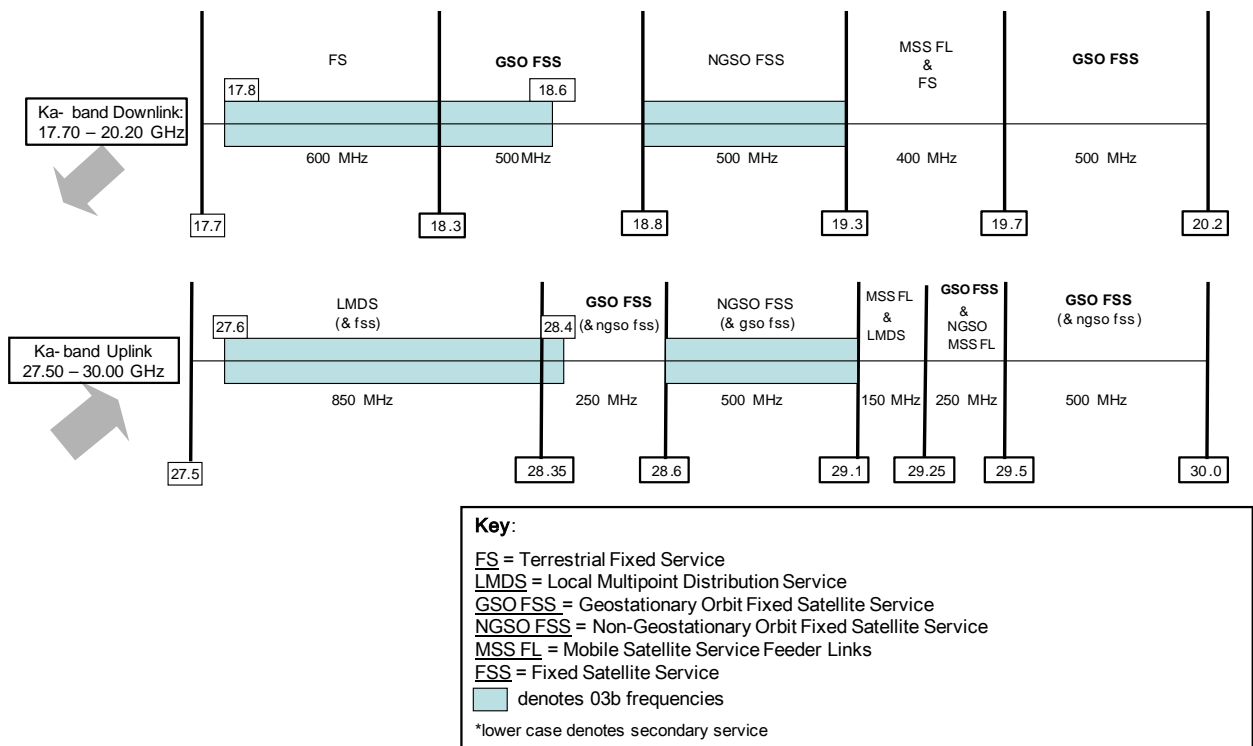 FS
GSO FSS
NGSO FSS
MSS FL
&
FS
GSO FSS
17.8
18.6
Ka- band Downlink:
17.70 – 20.20 GHz
600 MHz
500MHz
500 MHz
400 MHz
500 MHz
17.7
18.3
18.8
19.3
19.7
20.2
LMDS
(& fss)
GSO FSS
(& ngso fss)
NGSO FSS
(& gso fss)
MSS FL
&
LMDS
GSO FSS
&
NGSO
MSS FL
GSO FSS
(& ngso fss)
27.6
28.4
Ka- band Uplink
27.50 – 30.00 GHz
850 MHz
250 MHz
500 MHz
150 MHz
250 MHz
500 MHz
27.5
28.35
28.6
29.1
29.25
29.5
30.0
Key:
FS = Terrestrial Fixed Service
LMDS = Local Multipoint Distribution Service
GSO FSS = Geostationary Orbit Fixed Satellite Service
NGSO FSS = Non-Geostationary Orbit Fixed Satellite Service
MSS FL = Mobile Satellite Service Feeder Links
FSS = Fixed Satellite Service
denotes 03b frequencies
*lower case denotes secondary service